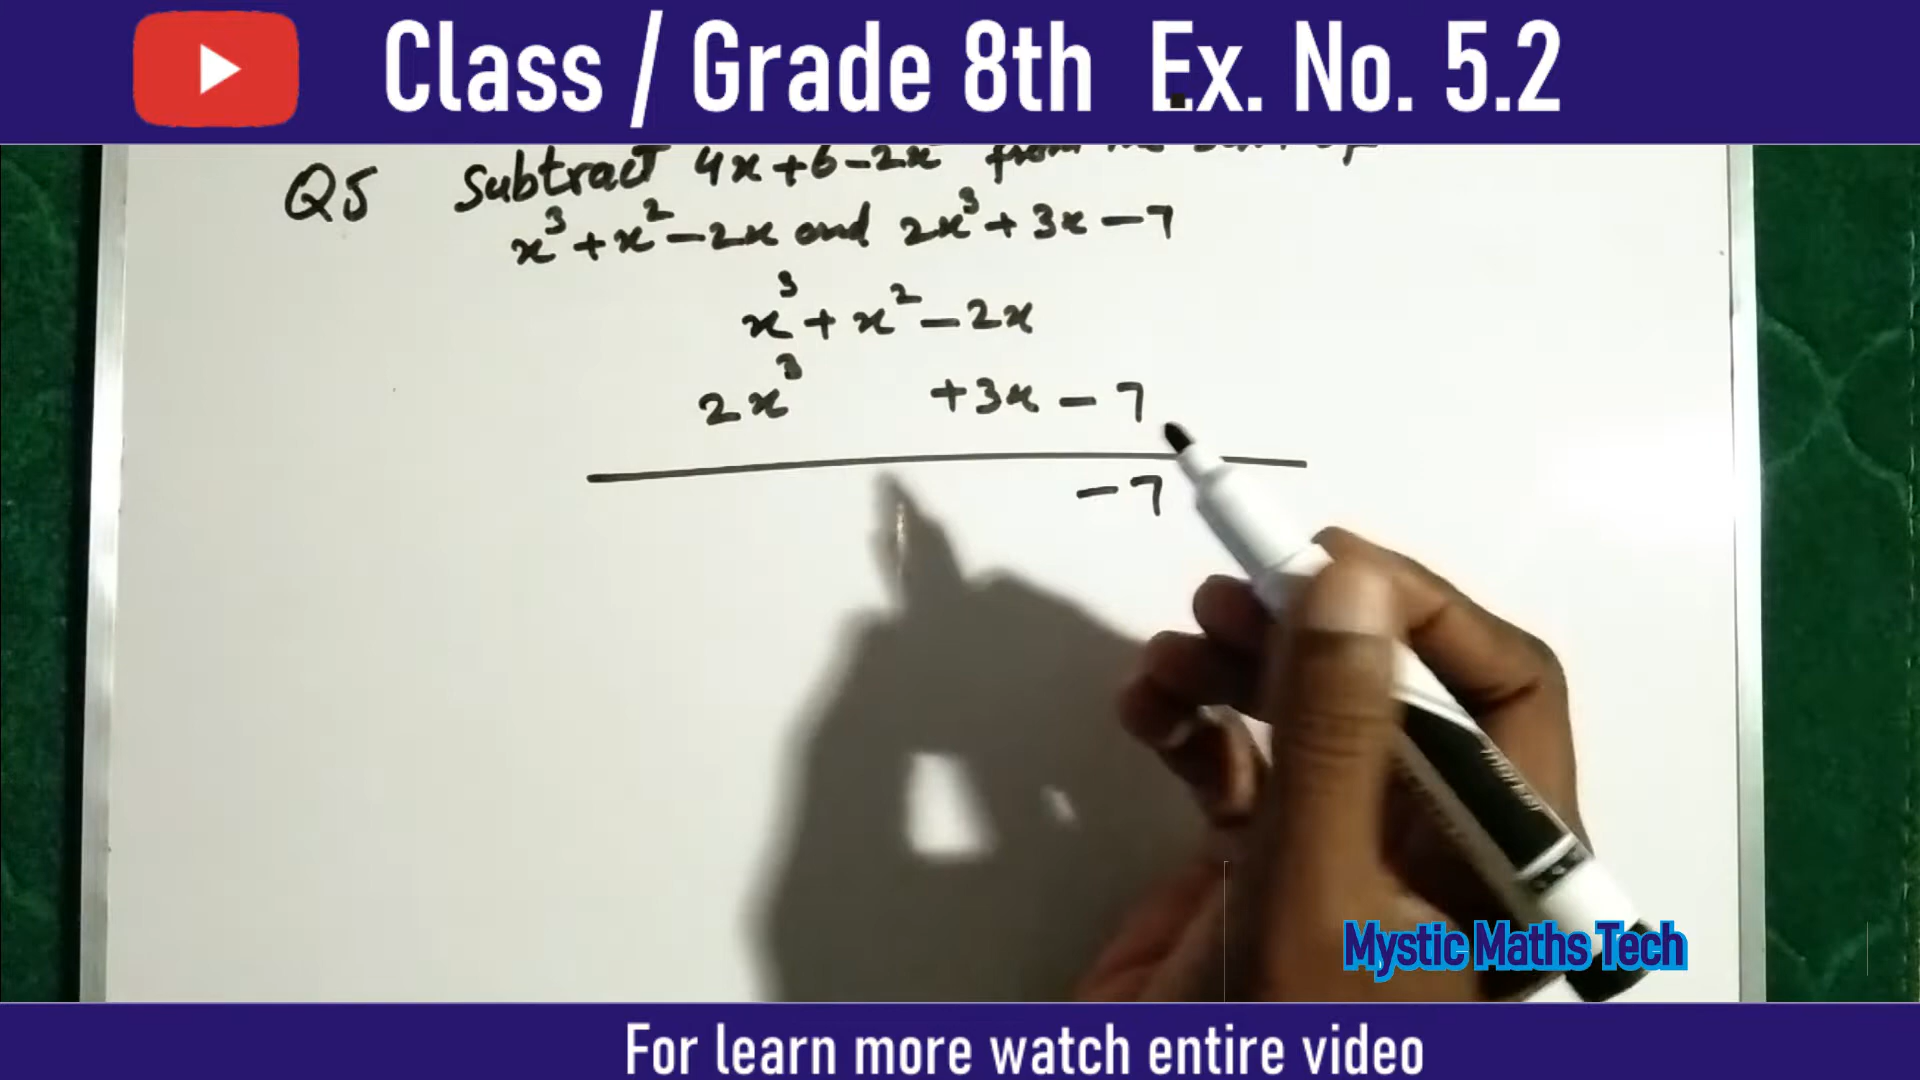 Class / Grade 8th Ex. No. 5.2
Q5 Subtract 4x+6-2x from
x³+x²-2x and 2x³+3x-7
x³+x²-2x
2x³ +3x-7
-7
Mystic Maths Tech
For learn more watch entire video